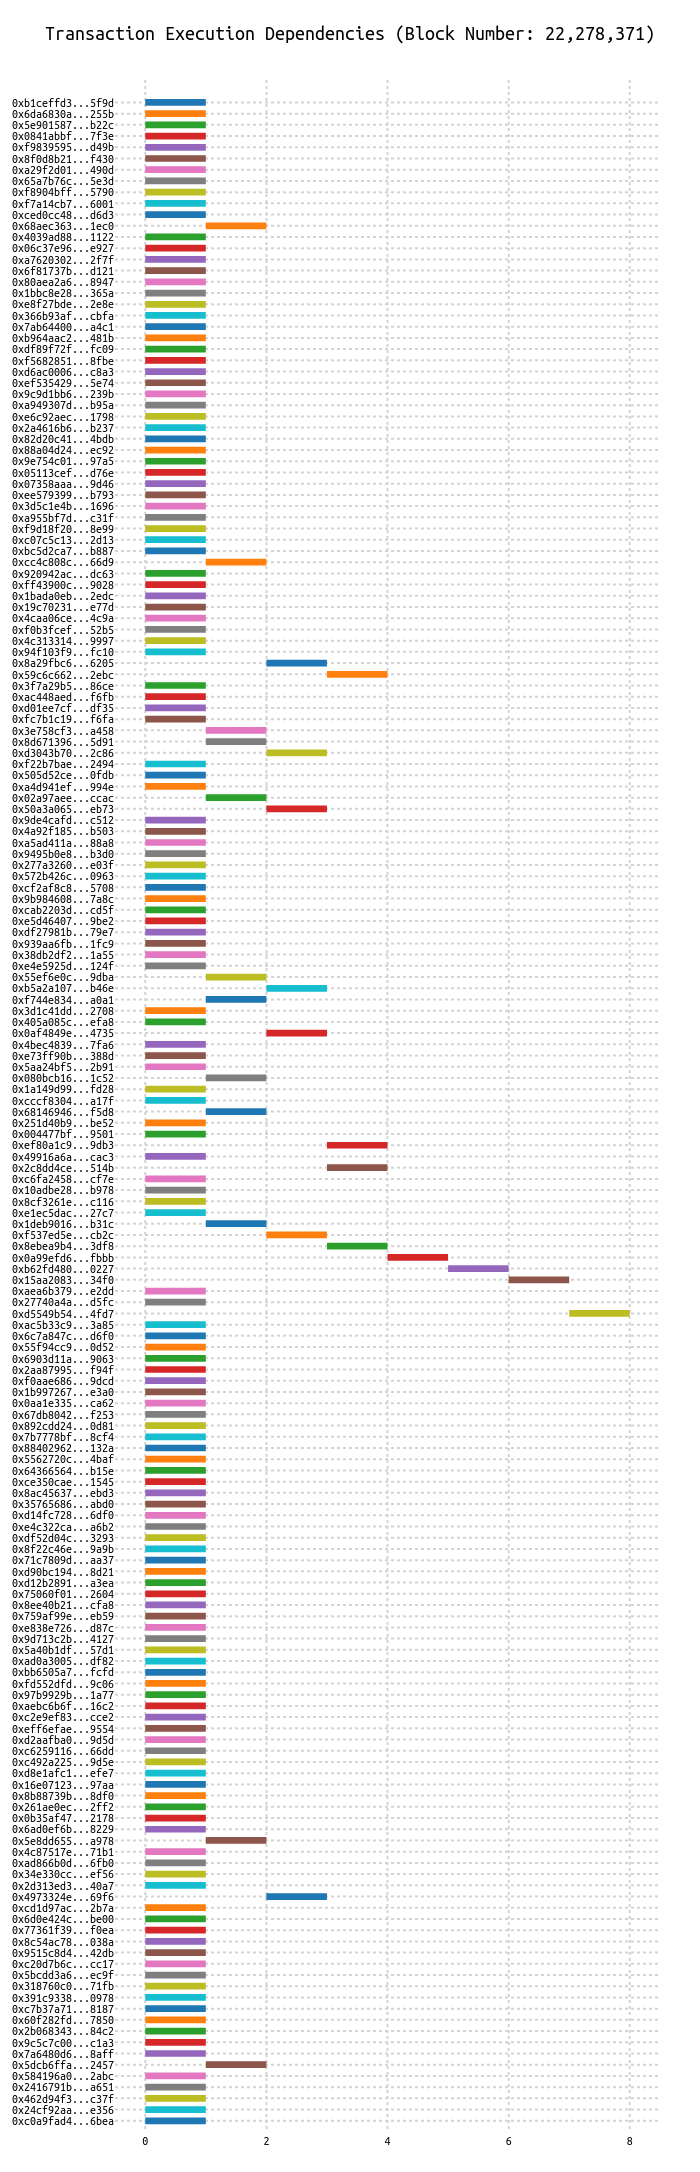 Transaction Execution Dependencies (Block Number: 22,278,371)
0xb1ceffd3...5f9d
0x6da6830a...255b
0x5e901587...b22c
0x0841abbf...7f3e
0xf9839595...d49b
0x8f0d8b21...f430
0xa29f2d01...490d
0x65a7b76c...5e3d
0xf8904bff...5790
0xf7a14cb7...6001
0xced0cc48...d6d3
0x68aec363...1ec0
0x4039ad88...1122
0x06c37e96...e927
0xa7620302...2f7f
0x6f81737b...d121
0x80aea2a6...8947
0x1bbc8e28...365a
0xe8f27bde...2e8e
0x366b93af...cbfa
0x7ab64400...a4c1
0xb964aac2...481b
0xdf89f72f...fc09
0xf5682851...8fbe
0xd6ac0006...c8a3
0xef535429...5e74
0x9c9d1bb6...239b
0xa949307d...b95a
0xe6c92aec...1798
0x2a4616b6...b237
0x82d20c41...4bdb
0x88a04d24...ec92
0x9e754c01...97a5
0x05113cef...d76e
0x07358aaa...9d46
0xee579399...b793
0x3d5c1e4b...1696
0xa955bf7d...c31f
0xf9d18f20...8e99
0xc07c5c13...2d13
0xbc5d2ca7...b887
0xcc4c808c...66d9
0x920942ac...dc63
0xff43900c...9028
0x1bada0eb...2edc
0x19c70231...e77d
0x4caa06ce...4c9a
0xf0b3fcef...52b5
0x4c313314...9997
0x94f103f9...fc10
0x8a29fbc6...6205
0x59c6c662...2ebc
0x3f7a29b5...86ce
0xac448aed...f6fb
0xd01ee7cf...df35
0xfc7b1c19...f6fa
0x3e758cf3...a458
0x8d671396...5d91
0xd3043b70...2c86
0xf22b7bae...2494
0x505d52ce...0fdb
0xa4d941ef...994e
0x02a97aee...ccac
0x50a3a065...eb73
0x9de4cafd...c512
0x4a92f185...b503
0xa5ad411a...88a8
0x9495b0e8...b3d0
0x277a3260...e03f
0x572b426c...0963
0xcf2af8c8...5708
0x9b984608...7a8c
0xcab2203d...cd5f
0xe5d46407...9be2
0xdf27981b...79e7
0x939aa6fb...1fc9
0x38db2df2...1a55
0xe4e5925d...124f
0x55ef6e0c...9dba
0xb5a2a107...b46e
0xf744e834...a0a1
0x3d1c41dd...2708
0x405a085c...efa8
0x0af4849e...4735
0x4bec4839...7fa6
0xe73ff90b...388d
0x5aa24bf5...2b91
0x080bcb16...1c52
0x1a149d99...fd28
0xcccf8304...a17f
0x68146946...f5d8
0x251d40b9...be52
0x004477bf...9501
0xef80a1c9...9db3
0x49916a6a...cac3
0x2c8dd4ce...514b
0xc6fa2458...cf7e
0x10adbe28...b978
0x8cf3261e...c116
0xe1ec5dac...27c7
0x1deb9016...b31c
0xf537ed5e...cb2c
0x8ebea9b4...3df8
0x0a99efd6...fbbb
0xb62fd480...0227
0x15aa2083...34f0
0xaea6b379...e2dd
0x27740a4a...d5fc
0xd5549b54...4fd7
0xac5b33c9...3a85
0x6c7a847c...d6f0
0x55f94cc9...0d52
0x6903d11a...9063
0x2aa87995...f94f
0xf0aae686...9dcd
0x1b997267...e3a0
0x0aa1e335...ca62
0x67db8042...f253
0x892cdd24...0d81
0x7b7778bf...8cf4
0x88402962...132a
0x5562720c...4baf
0x64366564...b15e
0xce350cae...1545
0x8ac45637...ebd3
0x35765686...abd0
0xd14fc728...6df0
0xe4c322ca...a6b2
0xdf52d04c...3293
0x8f22c46e...9a9b
0x71c7809d...aa37
0xd90bc194...8d21
0xd12b2891...a3ea
0x75060f01...2604
0x8ee40b21...cfa8
0x759af99e...eb59
0xe838e726...d87c
0x9d713c2b...4127
0x5a40b1df...57d1
0xad0a3005...df82
0xbb6505a7...fcfd
0xfd552dfd...9c06
0x97b9929b...1a77
0xaebc6b6f...16c2
0xc2e9ef83...cce2
0xeff6efae...9554
0xd2aafba0...9d5d
0xc6259116...66dd
0xc492a225...9d5e
0xd8e1afc1...efe7
0x16e07123...97aa
0x8b88739b...8df0
0x261ae0ec...2ff2
0x0b35af47...2178
0x6ad0ef6b...8229
0x5e8dd655...a978
0x4c87517e...71b1
0xad866b0d...6fb0
0x34e330cc...ef56
0x2d313ed3...40a7
0x4973324e...69f6
0xcd1d97ac...2b7a
0x6d0e424c...be00
0x77361f39...f0ea
0x8c54ac78...038a
0x9515c8d4...42db
0xc20d7b6c...cc17
0x5bcdd3a6...ec9f
0x318760c0...71fb
0x391c9338...0978
0xc7b37a71...8187
0x60f282fd...7850
0x2b068343...84c2
0x9c5c7c00...c1a3
0x7a6480d6...8aff
0x5dcb6ffa...2457
0x584196a0...2abc
0x2416791b...a651
0x462d94f3...c37f
0x24cf92aa...e356
0xc0a9fad4...6bea
0 2 4 6 8